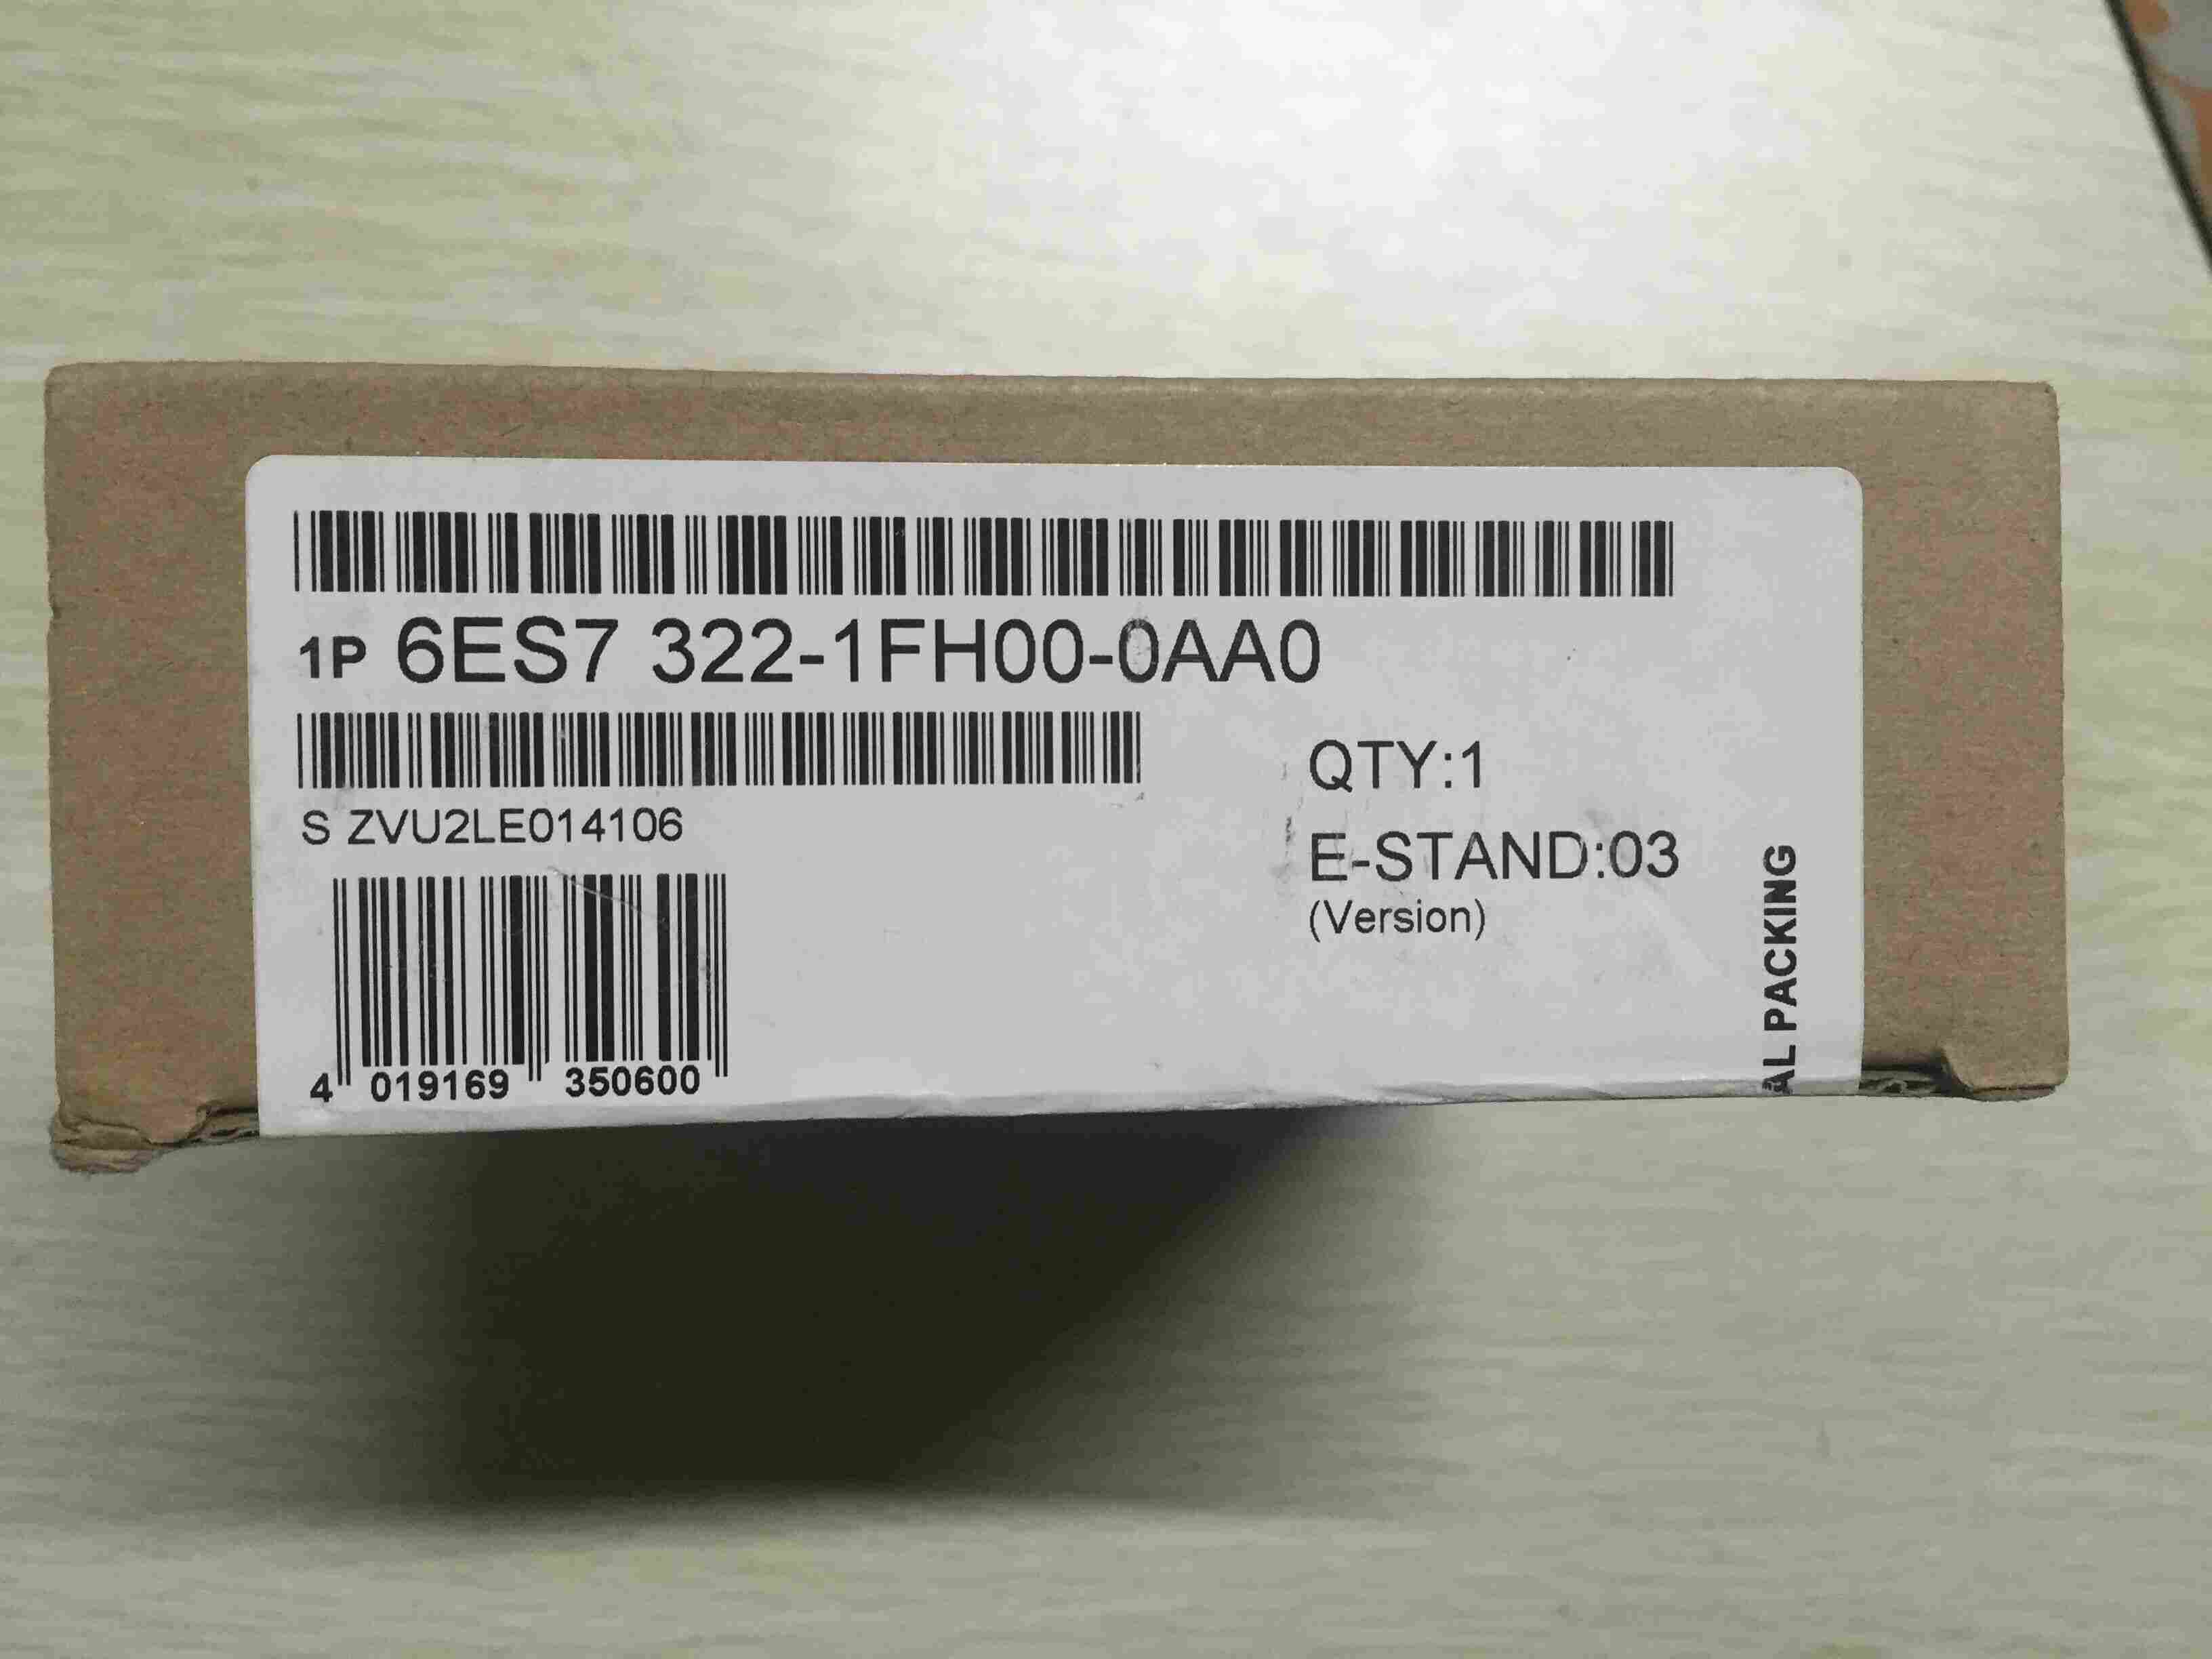 1P 6ES7 322-1FH00-0AA0
S ZVU2LE014106
QTY:1
E-STAND:03
(Version)
4 019169 350600
AL PACKING